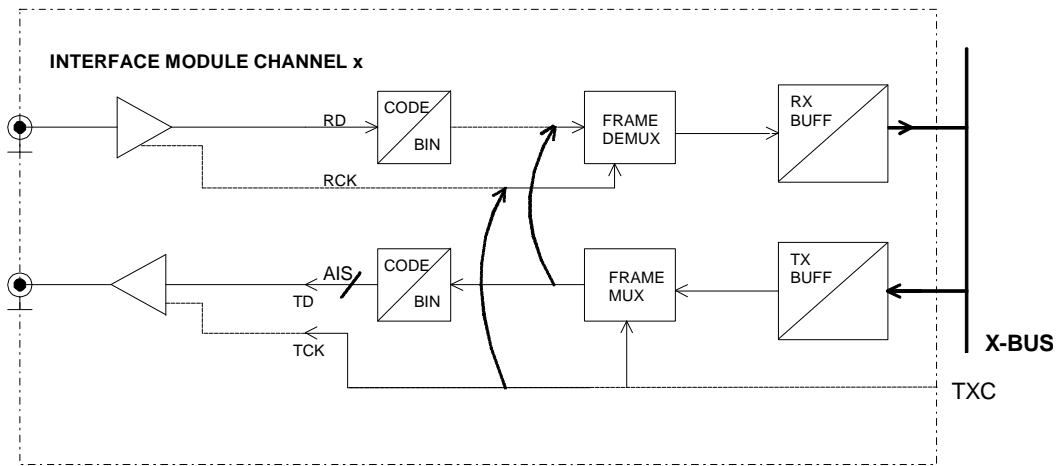 INTERFACE MODULE CHANNEL x
RD
CODE
BIN
FRAME
DEMUX
RX
BUFF
RCK
AIS
TD
CODE
BIN
FRAME
MUX
TX
BUFF
TCK
X-BUS
TXC